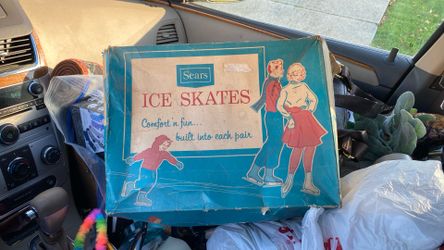 Sears
ICE SKATES
Comfort 'n fun...
built into each pair